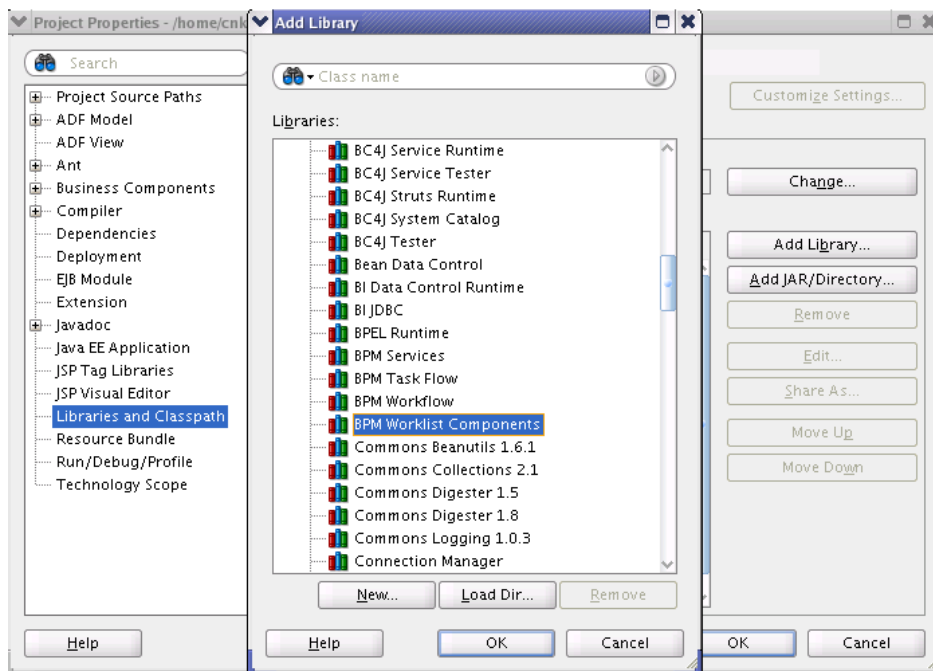 Project Properties - /home/cnk
Add Library
Search
Project Source Paths
ADF Model
ADF View
Ant
Business Components
Compiler
Dependencies
Deployment
EJB Module
Extension
Javadoc
Java EE Application
JSP Tag Libraries
JSP Visual Editor
Libraries and Classpath
Resource Bundle
Run/Debug/Profile
Technology Scope
Help
Class name
Libraries:
BC4J Service Runtime
BC4J Service Tester
BC4J Struts Runtime
BC4J System Catalog
BC4J Tester
Bean Data Control
BI Data Control Runtime
BI JDBC
BPEL Runtime
BPM Services
BPM Task Flow
BPM Workflow
BPM Worklist Components
Commons Beanutils 1.6.1
Commons Collections 2.1
Commons Digester 1.5
Commons Digester 1.8
Commons Logging 1.0.3
Connection Manager
New... Load Dir... Remove
Help OK Cancel
Customize Settings...
Change...
Add Library...
Add JAR/Directory...
Remove
Edit...
Share As...
Move Up
Move Down
OK Cancel